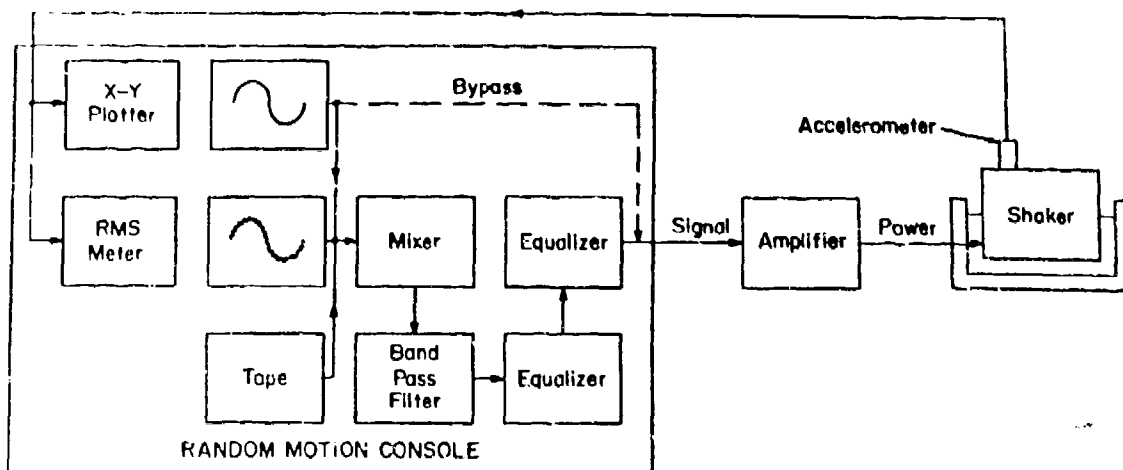 X-Y
Plotter
Bypass
Accelerometer
RMS
Meter
Mixer
Equalizer
Signal
Amplifier
Power
Shaker
Tape
Band
Pass
Filter
Equalizer
RANDOM MOTION CONSOLE